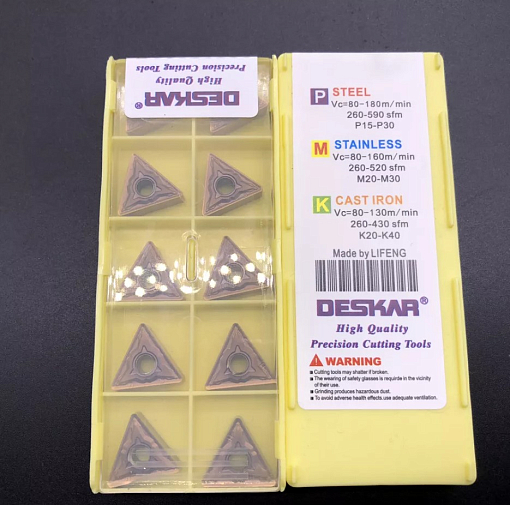 DESKAR®
High Quality
Precision Cutting Tools
P STEEL
Vc=80-180m/min
260-590 sfm
P15-P30
M STAINLESS
Vc=80-160m/min
260-520 sfm
M20-M30
K CAST IRON
Vc=80-130m/min
260-430 sfm
K20-K40
Made by LIFENG
DESKAR®
High Quality
Precision Cutting Tools
WARNING
Cutting tools may shatter if broken.
The wearing of safety glasses is requirde in the vicinity
of their use.
Grinding produces hazardous dust.
To avoid adverse health effects,use adequate ventilation.